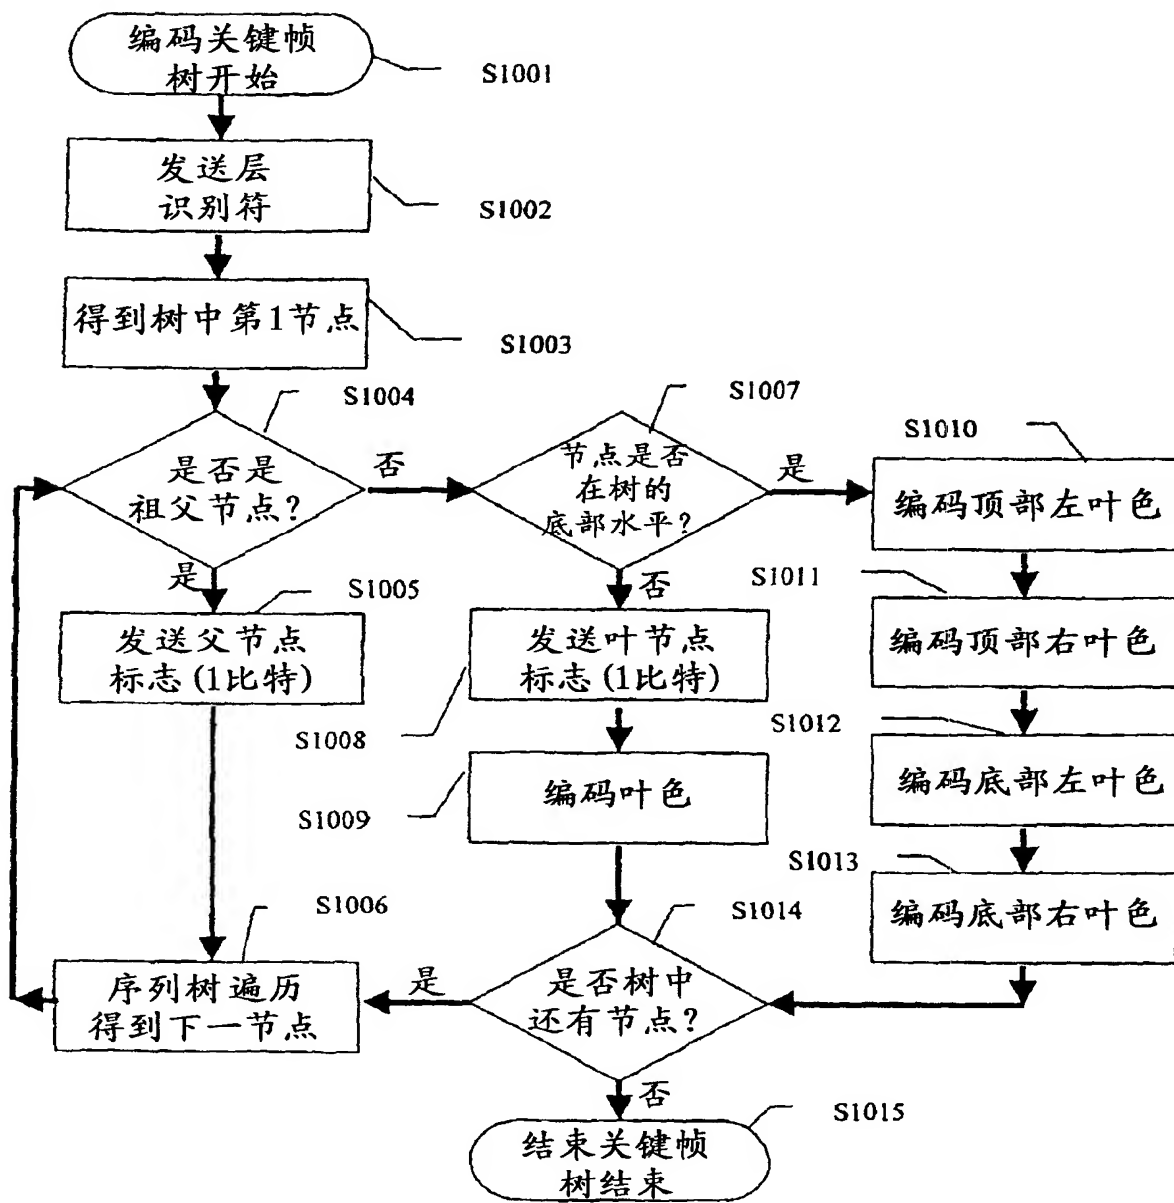 编码关键帧
树开始
S1001
发送层
识别符
S1002
得到树中第1节点
S1003
S1004
是否是
祖父节点?
否
是
S1005
发送父节点
标志(1比特)
S1006
序列树遍历
得到下一节点
S1007
节点是否
在树的
底部水平?
是
否
发送叶节点
标志(1比特)
S1008
编码叶色
S1009
S1010
编码顶部左叶色
S1011
编码顶部右叶色
S1012
编码底部左叶色
S1013
编码底部右叶色
S1014
是否树中
还有节点?
是
否
结束关键帧
树结束
S1015